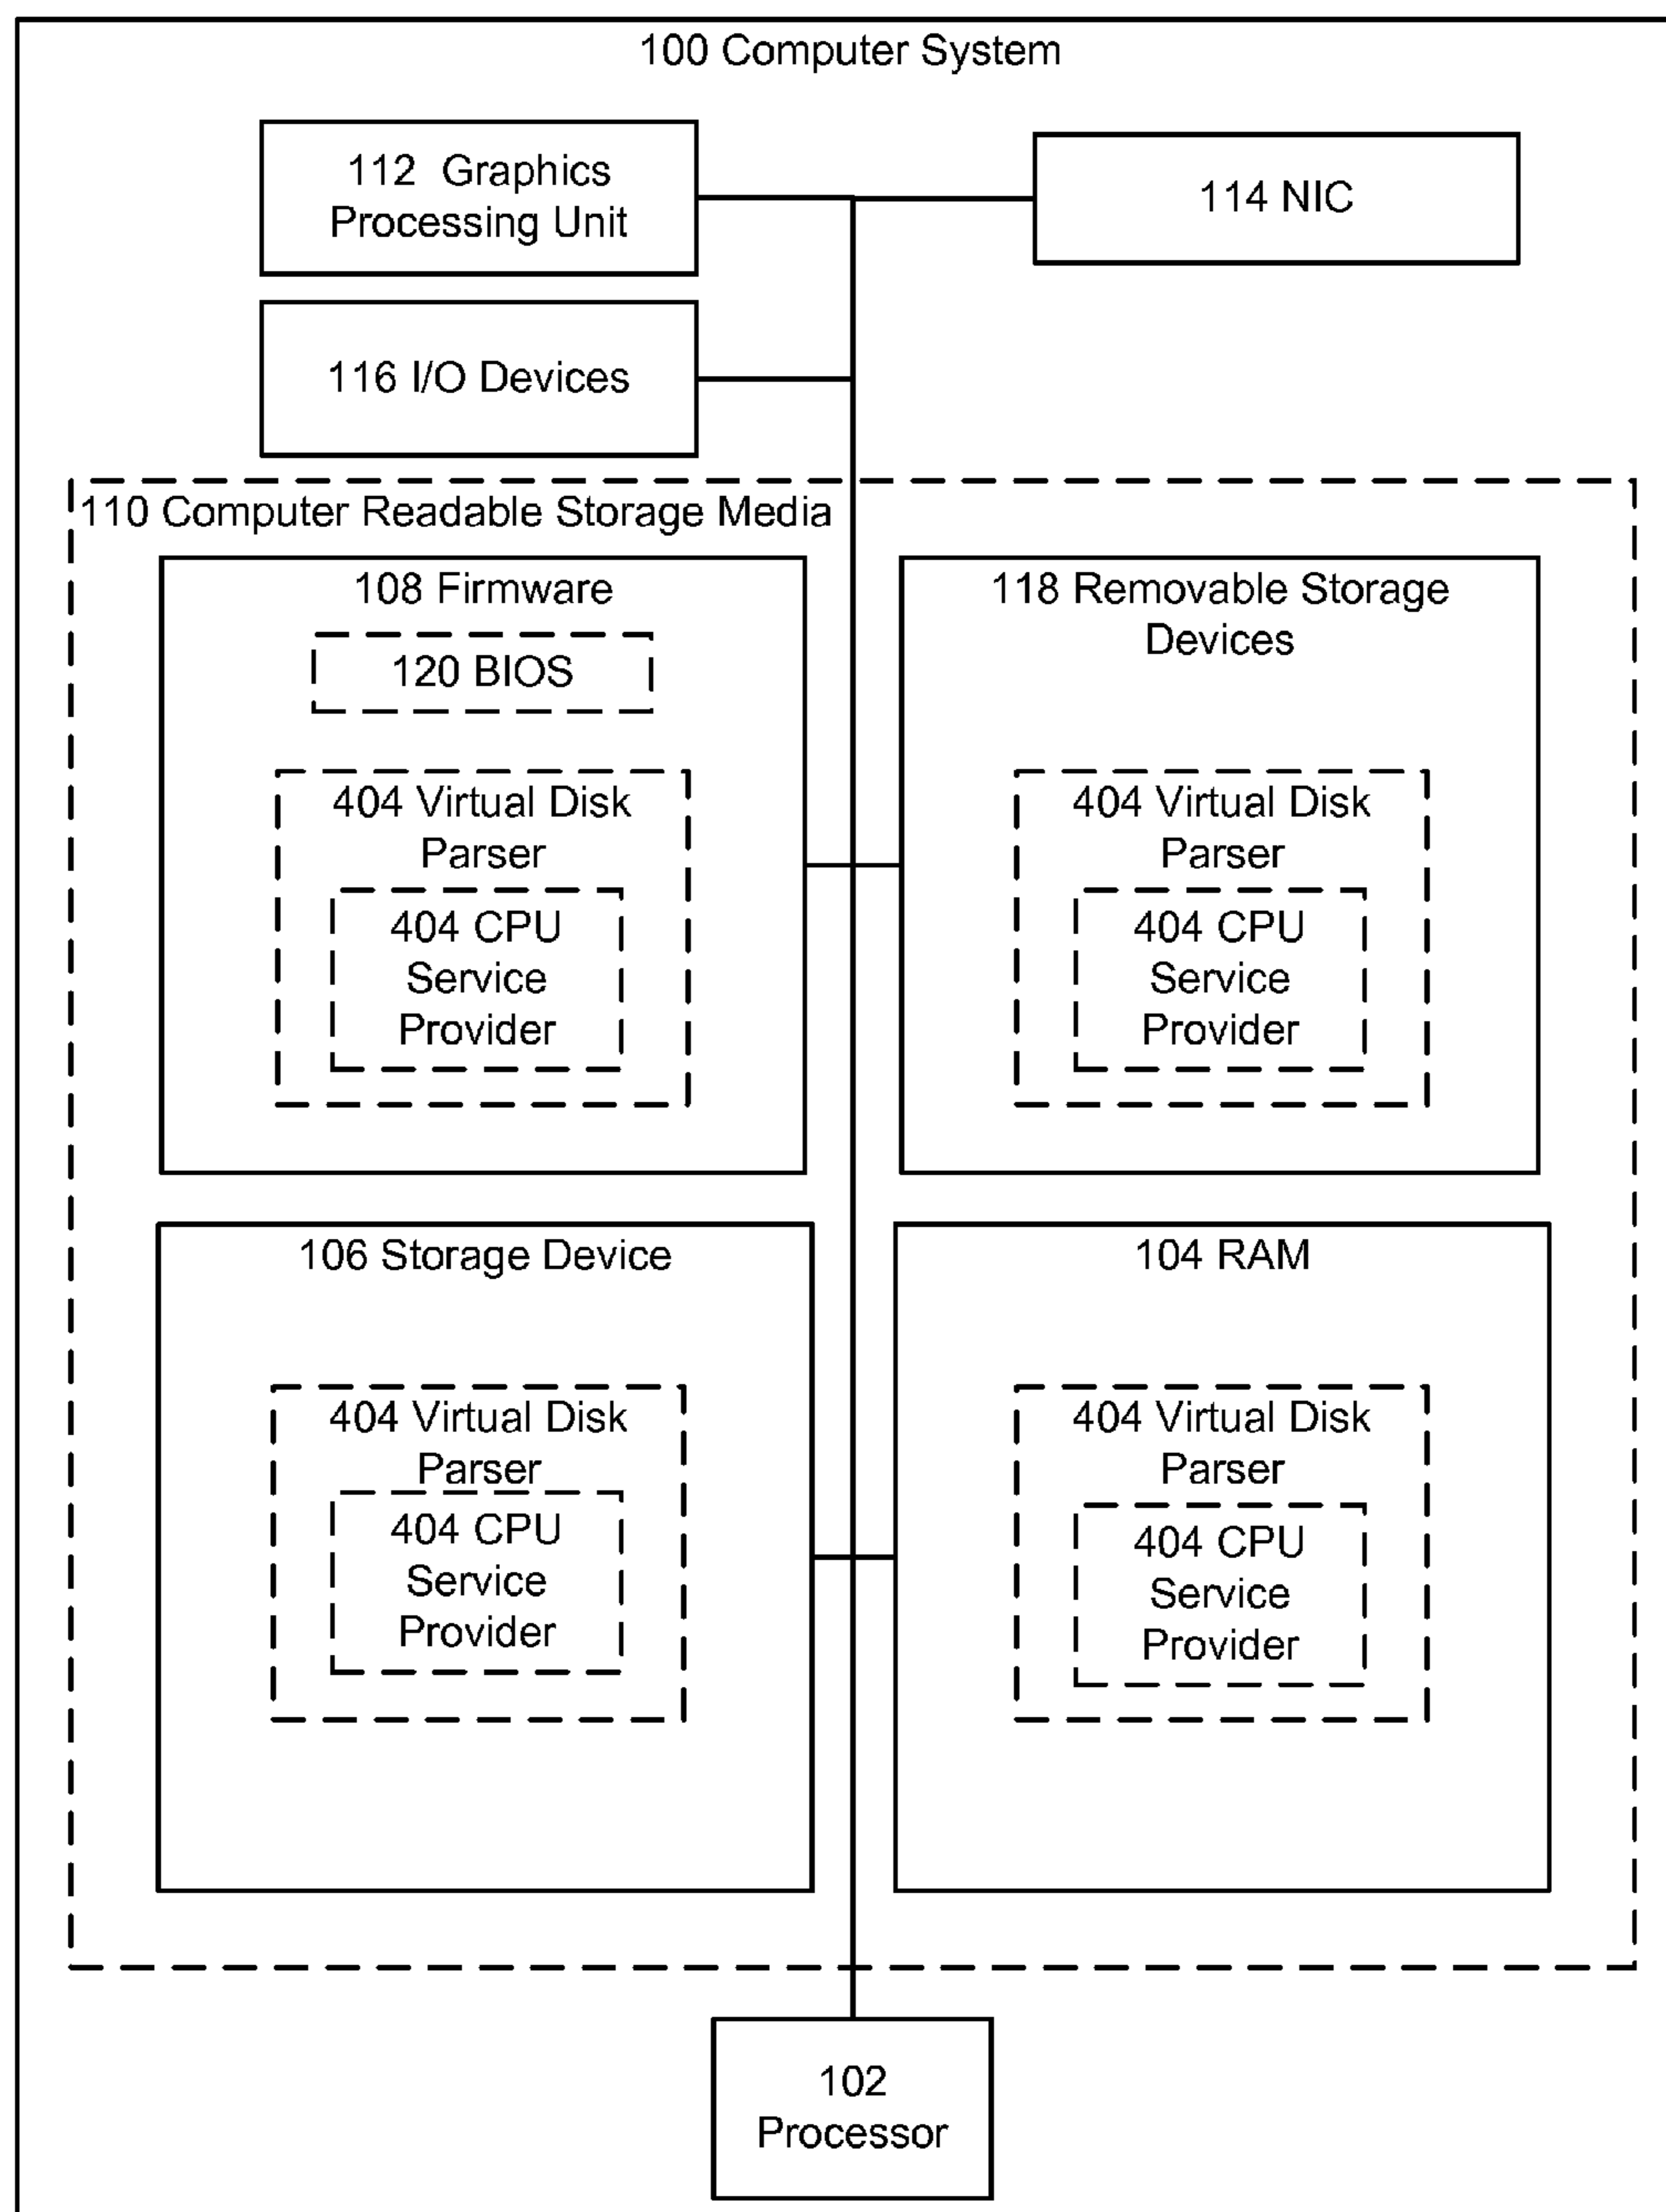 100 Computer System
112 Graphics
Processing Unit
114 NIC
116 I/O Devices
110 Computer Readable Storage Media
108 Firmware
120 BIOS
404 Virtual Disk
Parser
404 CPU
Service
Provider
118 Removable Storage
Devices
404 Virtual Disk
Parser
404 CPU
Service
Provider
106 Storage Device
404 Virtual Disk
Parser
404 CPU
Service
Provider
104 RAM
404 Virtual Disk
Parser
404 CPU
Service
Provider
102
Processor